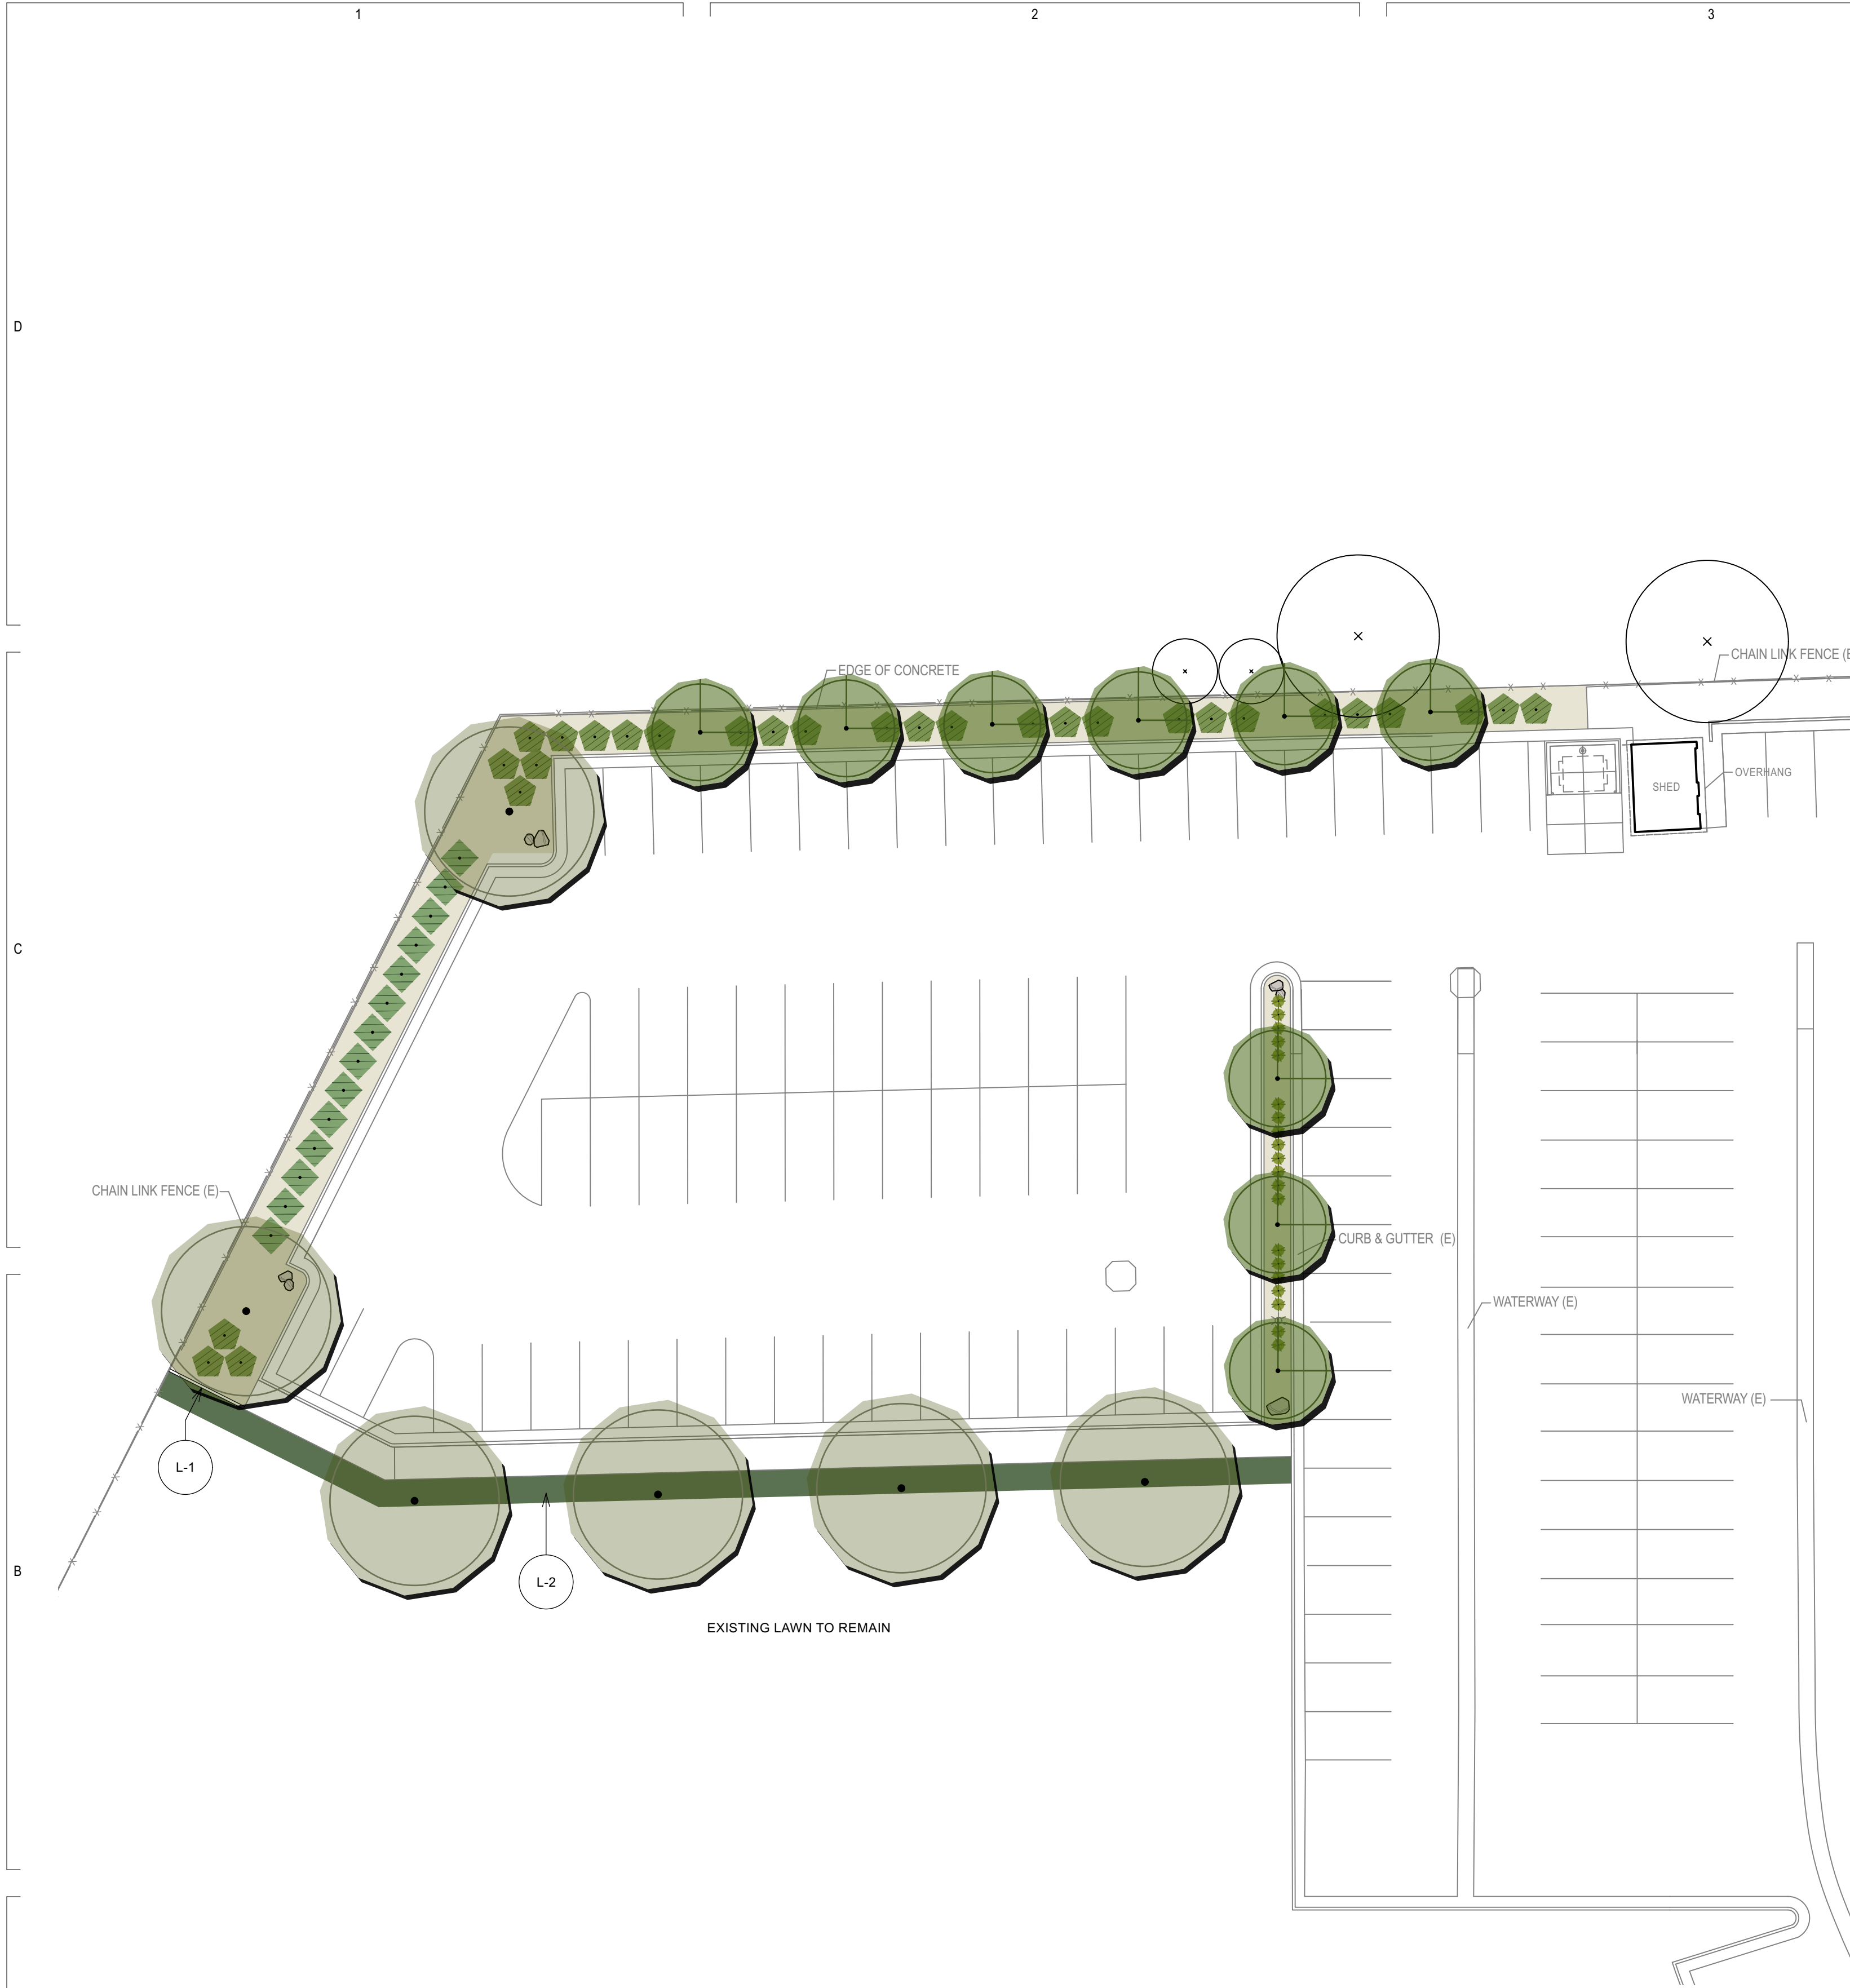 1
2
3
D
EDGE OF CONCRETE
CHAIN LINK FENCE (E
SHED
OVERHANG
C
CHAIN LINK FENCE (E)
CURB & GUTTER (E)
WATERWAY (E)
WATERWAY (E)
L-1
B
L-2
EXISTING LAWN TO REMAIN